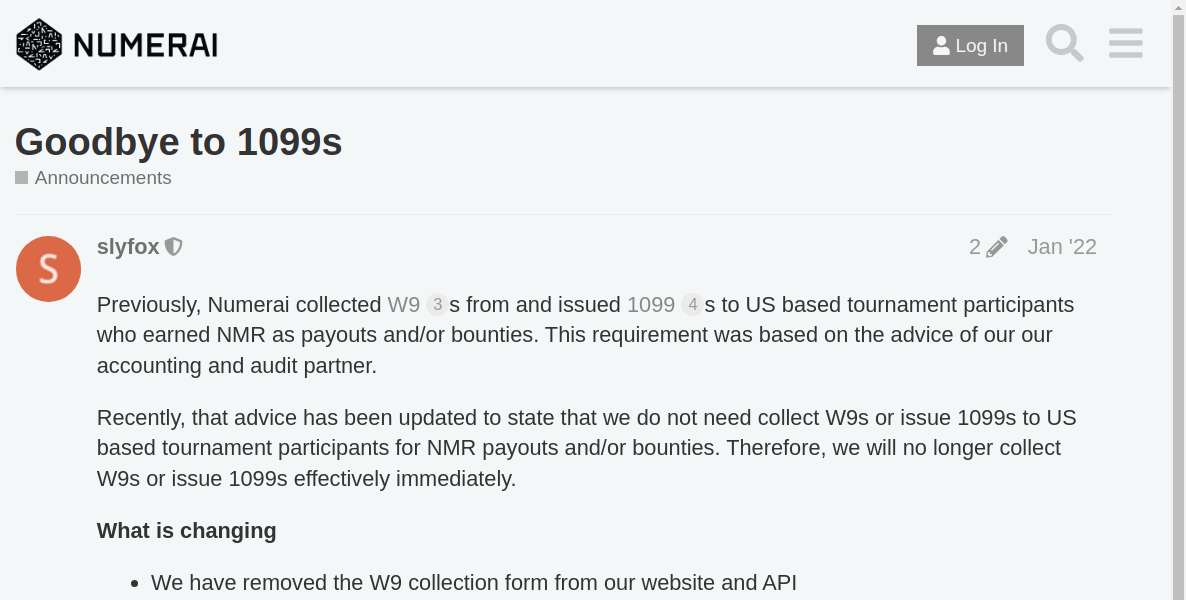 NUMERAI
Log In
Goodbye to 1099s
Announcements
S
slyfox
2
Jan '22
Previously, Numerai collected W9 3 s from and issued 1099 4 s to US based tournament participants
who earned NMR as payouts and/or bounties. This requirement was based on the advice of our our
accounting and audit partner.
Recently, that advice has been updated to state that we do not need collect W9s or issue 1099s to US
based tournament participants for NMR payouts and/or bounties. Therefore, we will no longer collect
W9s or issue 1099s effectively immediately.
What is changing
• We have removed the W9 collection form from our website and API